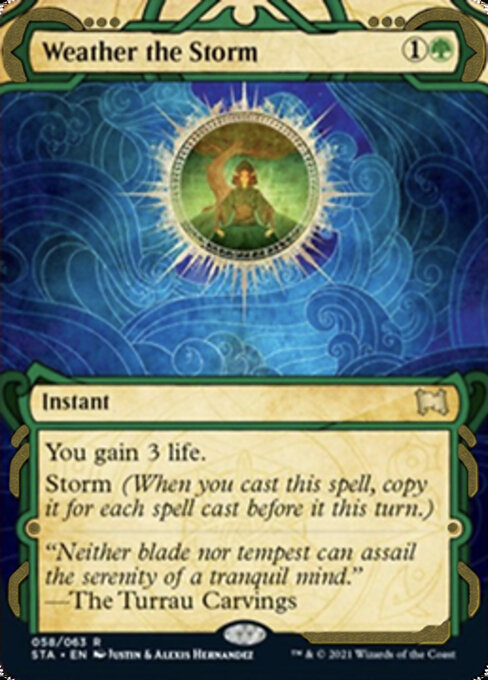 Weather the Storm 1
Instant
You gain 3 life.
Storm (When you cast this spell, copy
it for each spell cast before it this turn.)
“Neither blade nor tempest can assail
the serenity of a tranquil mind.”
—The Turrau Carvings
058/063 R
STA • EN Justin & Alexis Hernandez ™ & © 2021 Wizards of the Coast